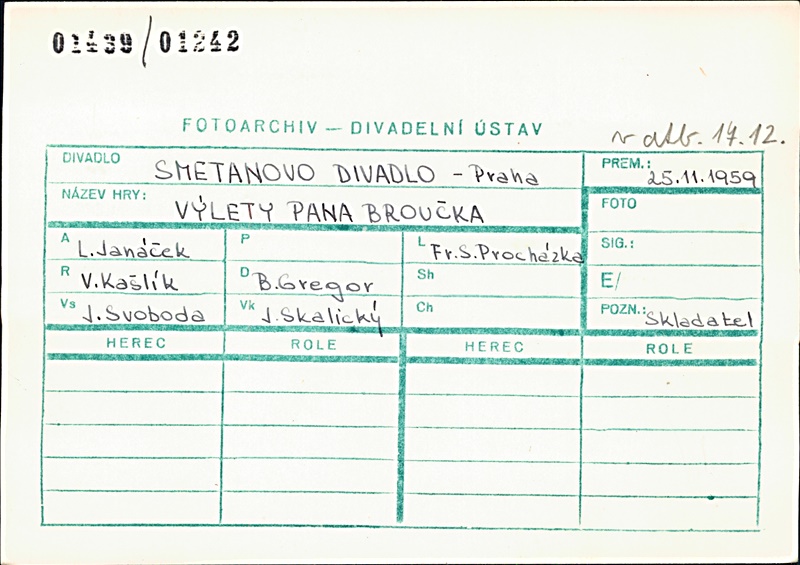 01439/01242
FOTOARCHIV — DIVADELNÍ ÚSTAV
v alb. 17.12.
DIVADLO SMETANOVO DIVADLO - Praha
PREM.: 25.11.1959
NÁZEV HRY: VÝLETY PANA BROUČKA
FOTO
A L. Janáček P L Fr. S. Procházka
SIG.:
R V. Kašlík D B. Gregor Sh
E/
Vs J. Svoboda Vk J. Skalický Ch
POZN.: Skladatel
HEREC ROLE HEREC ROLE